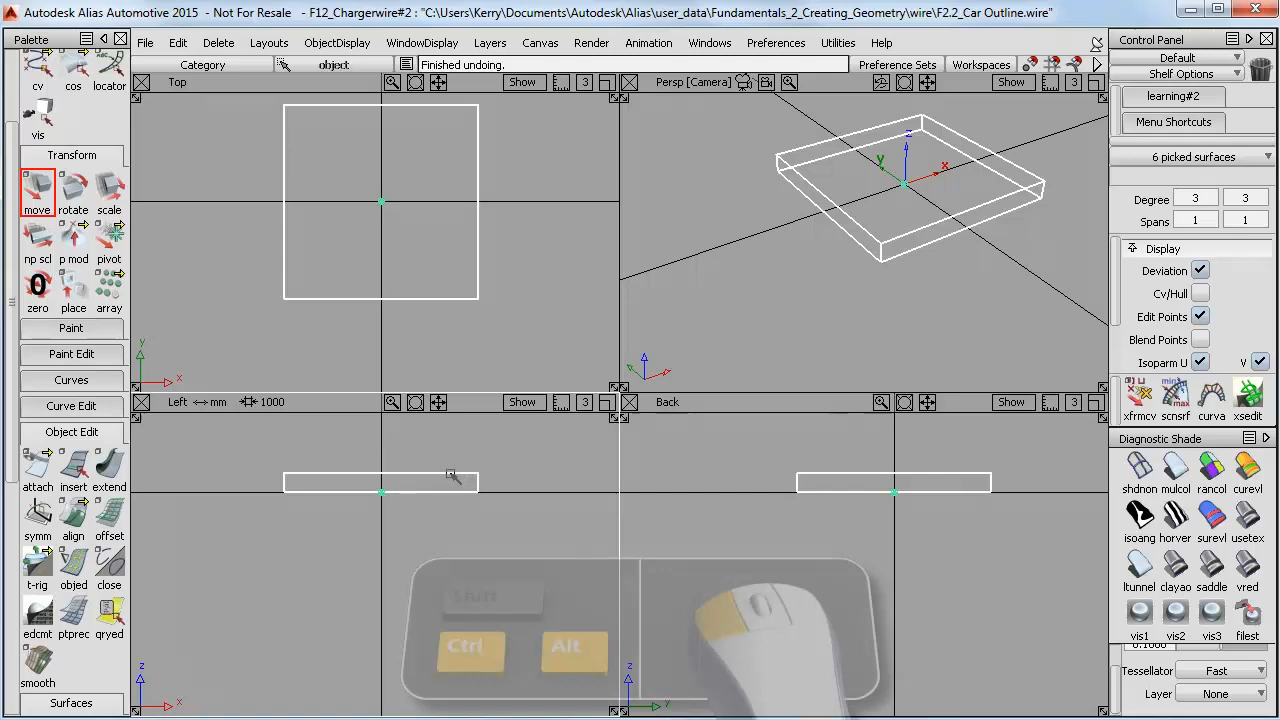 Autodesk Alias Automotive 2015 - Not For Resale - F12_Chargerwire#2 : "C:\Users\Kerry\Documents\Autodesk\Alias\user_data\Fundamentals_2_Creating_Geometry\wire\F2.2_Car Outline.wire"
Palette
File Edit Delete Layouts ObjectDisplay WindowDisplay Layers Canvas Render Animation Windows Preferences Utilities Help
Control Panel
Category object Finished undoing. Preference Sets Workspaces
Default
Shelf Options
cv cos locator
Top Show 3
Persp [Camera] Show 3
learning#2
Menu Shortcuts
vis
Transform
6 picked surfaces
move rotate scale
Degree 3 3
Spans 1 1
np scl p mod pivot
Display
Deviation
Cv/Hull
Edit Points
Blend Points
Isoparm U V
zero place array
Paint
Paint Edit
Curves
Curve Edit
Object Edit
z
y
x
y
x
Left mm 1000 Show 3
Back Show 3
xfrmcv scnsrf curva xsedit
Diagnostic Shade
attach insert extend
shdnon mulcol rancol curevl
symm align offset
isoang horver surevl usetex
t-rig objed close
ltunnel clayao saddle vred
edcmt ptprec qryed
vis1 vis2 vis3 filest
smooth
Surfaces
Shift
Ctrl Alt
z
x
z
y
Tessellator Fast
Layer None